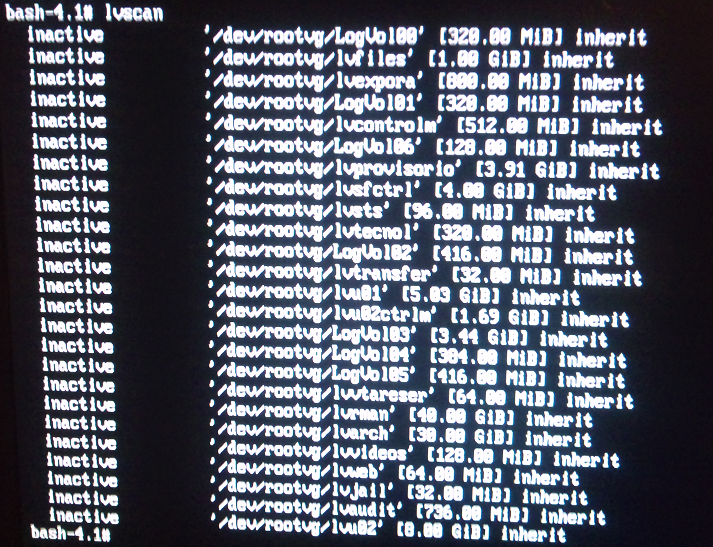 bash-4.1# lvscan
inactive '/dev/rootvg/LogVol00' [320.00 MiB] inherit
inactive '/dev/rootvg/lvfiles' [1.00 GiB] inherit
inactive '/dev/rootvg/lvexpora' [800.00 MiB] inherit
inactive '/dev/rootvg/LogVol01' [320.00 MiB] inherit
inactive '/dev/rootvg/lvcontrolm' [512.00 MiB] inherit
inactive '/dev/rootvg/LogVol06' [128.00 MiB] inherit
inactive '/dev/rootvg/lvprovisorio' [3.91 GiB] inherit
inactive '/dev/rootvg/lvsfctrl' [4.00 GiB] inherit
inactive '/dev/rootvg/lvsts' [96.00 MiB] inherit
inactive '/dev/rootvg/lvtecnol' [320.00 MiB] inherit
inactive '/dev/rootvg/LogVol02' [416.00 MiB] inherit
inactive '/dev/rootvg/lvtransfer' [32.00 MiB] inherit
inactive '/dev/rootvg/lvu01' [5.03 GiB] inherit
inactive '/dev/rootvg/lvu02ctrlm' [1.69 GiB] inherit
inactive '/dev/rootvg/LogVol03' [3.44 GiB] inherit
inactive '/dev/rootvg/LogVol04' [384.00 MiB] inherit
inactive '/dev/rootvg/LogVol05' [416.00 MiB] inherit
inactive '/dev/rootvg/lvvtareser' [64.00 MiB] inherit
inactive '/dev/rootvg/lvrman' [40.00 GiB] inherit
inactive '/dev/rootvg/lvarch' [30.00 GiB] inherit
inactive '/dev/rootvg/lvvideos' [128.00 MiB] inherit
inactive '/dev/rootvg/lvweb' [64.00 MiB] inherit
inactive '/dev/rootvg/lvjail' [32.00 MiB] inherit
inactive '/dev/rootvg/lvaudit' [736.00 MiB] inherit
inactive '/dev/rootvg/lvu02' [8.00 GiB] inherit
bash-4.1#